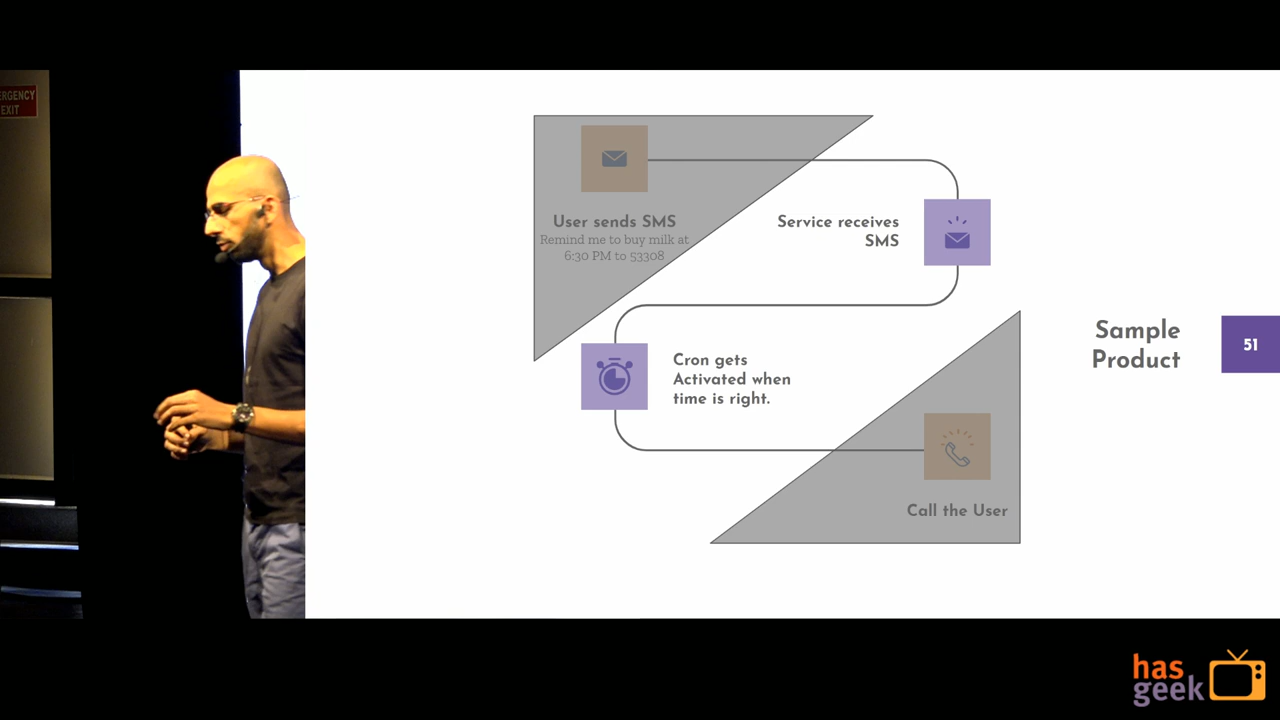 ERGENCY
EXIT
User sends SMS
Remind me to buy milk at
6:30 PM to 53308
Service receives
SMS
Cron gets
Activated when
time is right.
Call the User
Sample
Product
51
has
geek